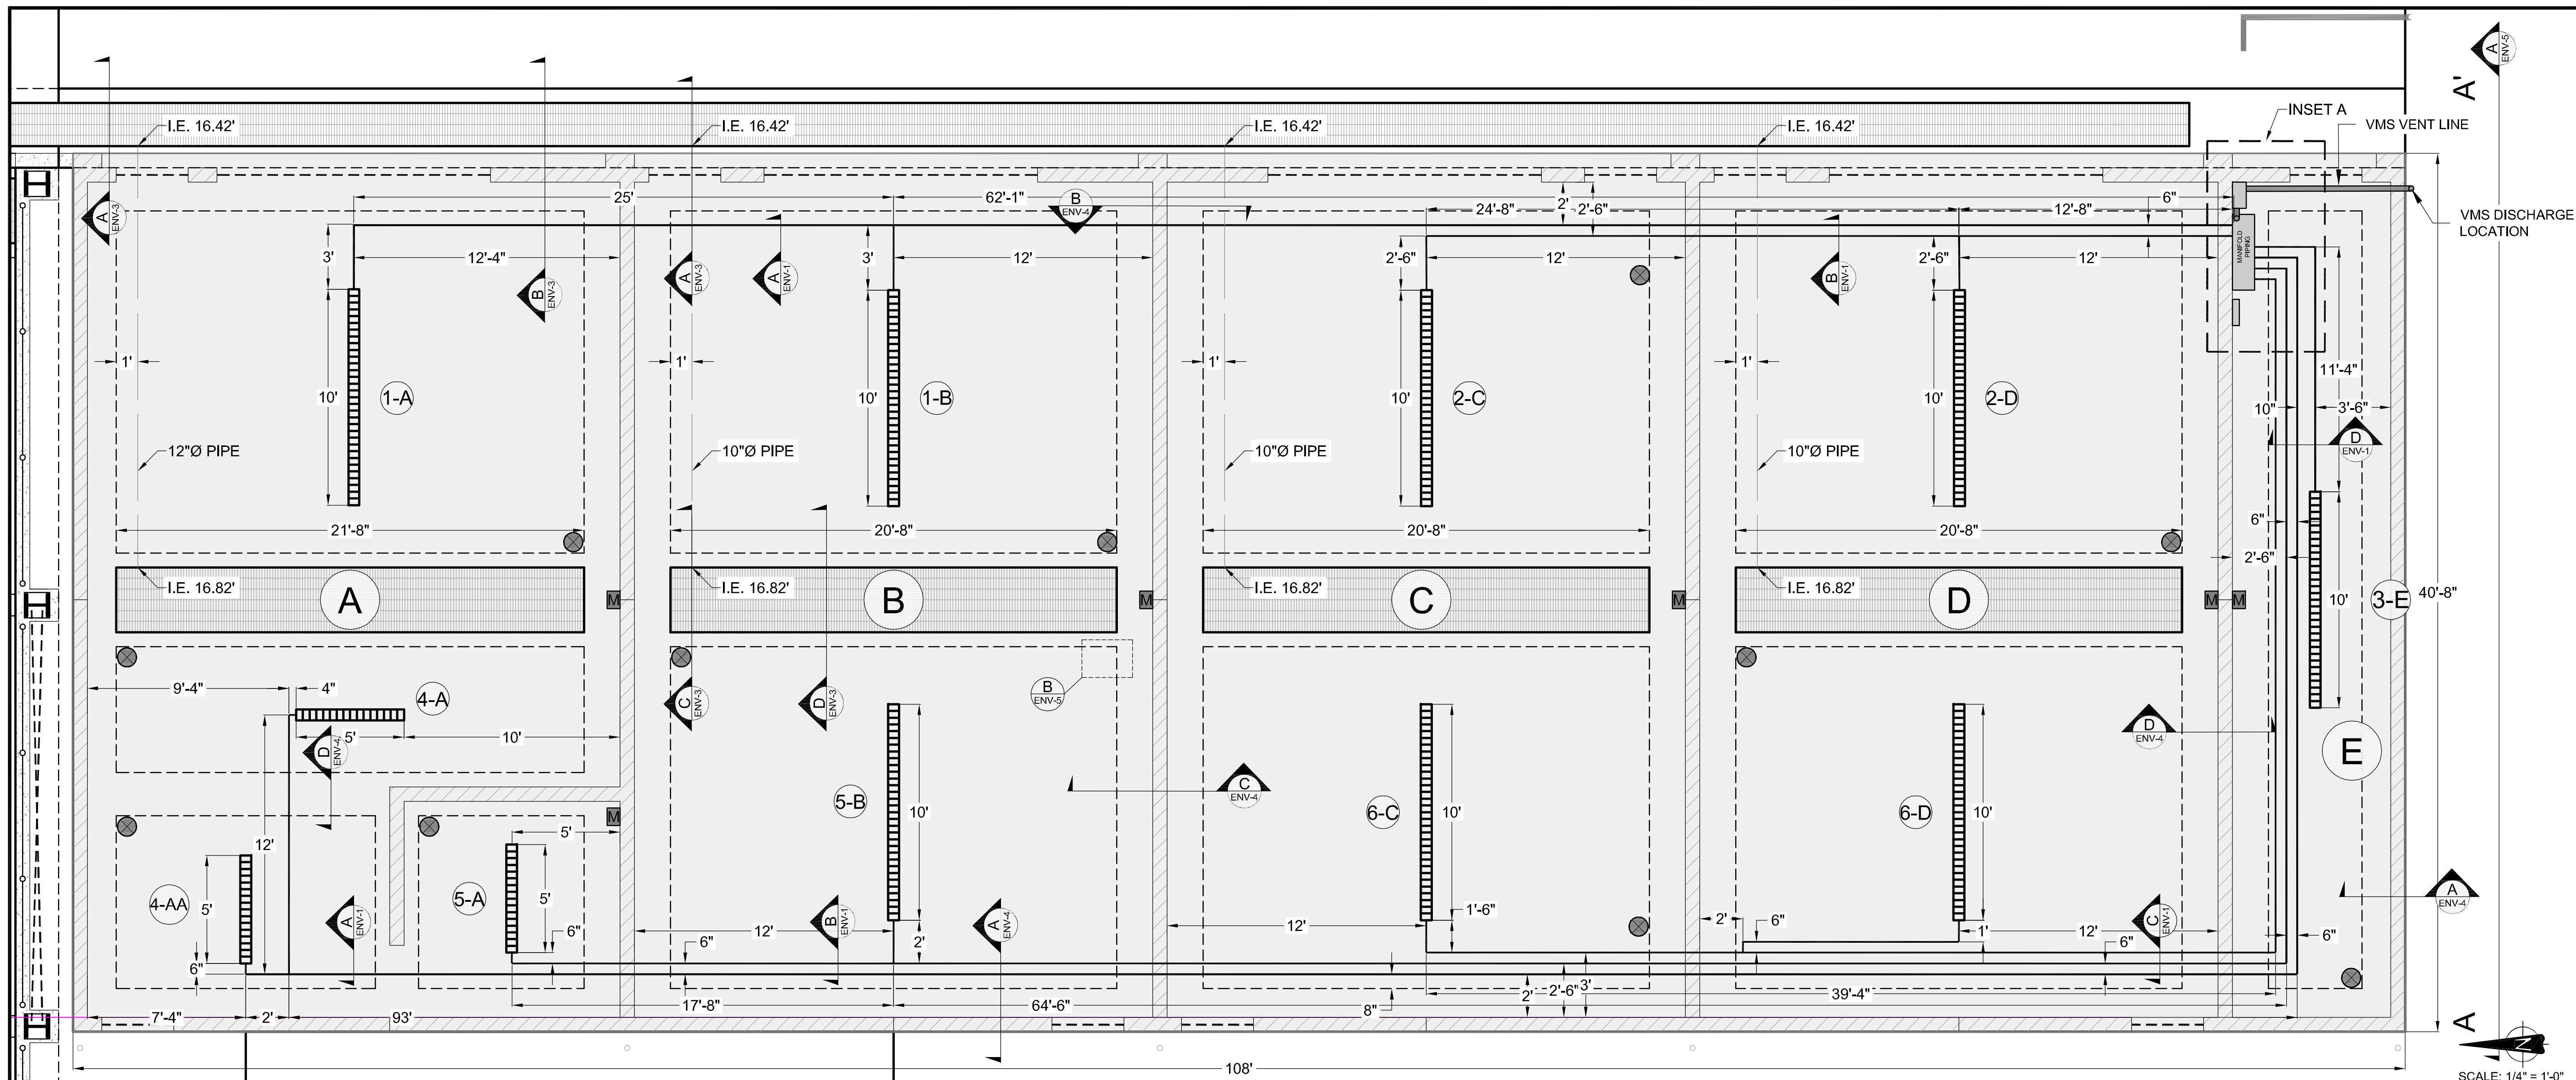 A
ENV-5
A'
INSET A
VMS VENT LINE
I.E. 16.42'
I.E. 16.42'
I.E. 16.42'
I.E. 16.42'
25'
62'-1"
B
ENV-4
2'
2'-6"
24'-8"
12'-8"
6"
VMS DISCHARGE
LOCATION
A
ENV-3
3'
12'-4"
B
ENV-3
A
ENV-3
A
ENV-1
3'
12'
2'-6"
12'
2'-6"
12'
B
ENV-1
MANIFOLD
PIPING
1'
1'
1'
1'
10'
1-A
10'
1-B
10'
2-C
10'
2-D
11'-4"
10"
3'-6"
12"Ø PIPE
10"Ø PIPE
10"Ø PIPE
10"Ø PIPE
D
ENV-1
21'-8"
20'-8"
20'-8"
20'-8"
6"
2'-6"
I.E. 16.82'
I.E. 16.82'
I.E. 16.82'
I.E. 16.82'
A
M
B
M
C
M
D
M
M
10'
3-E
40'-8"
9'-4"
4"
4-A
C
ENV-3
D
ENV-3
B
ENV-5
5'
10'
D
ENV-4
D
ENV-4
E
C
ENV-4
5-B
10'
6-C
10'
6-D
10'
M
5'
12'
4-AA
5'
5-A
5'
A
ENV-1
B
ENV-1
A
ENV-4
C
ENV-1
A
ENV-4
6"
6"
12'
6"
2'
12'
1'-6"
2'
6"
1'
12'
6"
6"
7'-4"
2'
93'
17'-8"
64'-6"
8"
2'
2'-6"
3'
39'-4"
A
108'
N
SCALE: 1/4" = 1'-0"